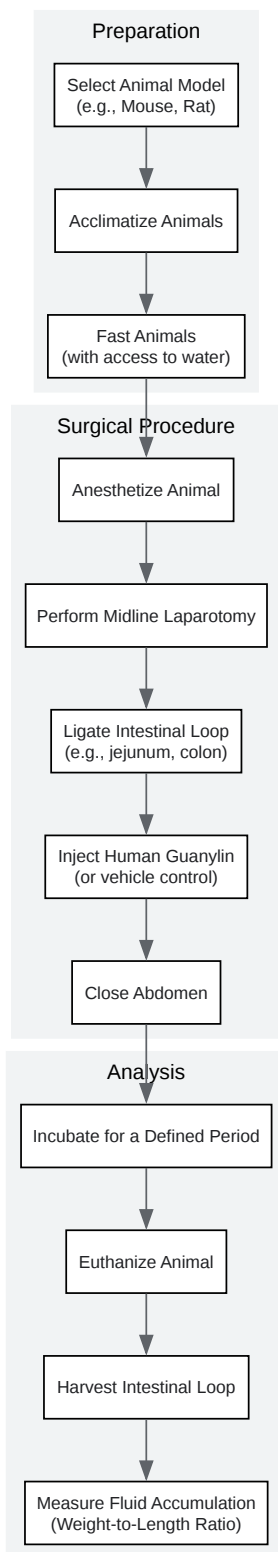 Preparation
Select Animal Model
(e.g., Mouse, Rat)
Acclimatize Animals
Fast Animals
(with access to water)
Surgical Procedure
Anesthetize Animal
Perform Midline Laparotomy
Ligate Intestinal Loop
(e.g., jejunum, colon)
Inject Human Guanylin
(or vehicle control)
Close Abdomen
Analysis
Incubate for a Defined Period
Euthanize Animal
Harvest Intestinal Loop
Measure Fluid Accumulation
(Weight-to-Length Ratio)